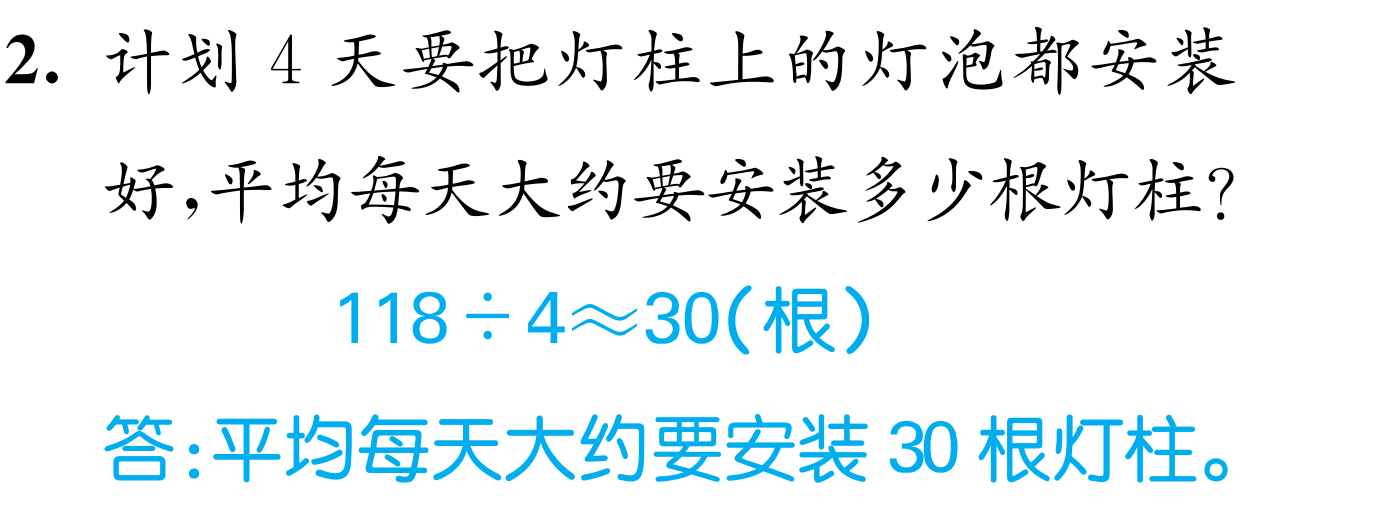 2. 计划 4 天要把灯柱上的灯泡都安装
好,平均每天大约要安装多少根灯柱?
118÷4≈30(根)
答:平均每天大约要安装 30 根灯柱。